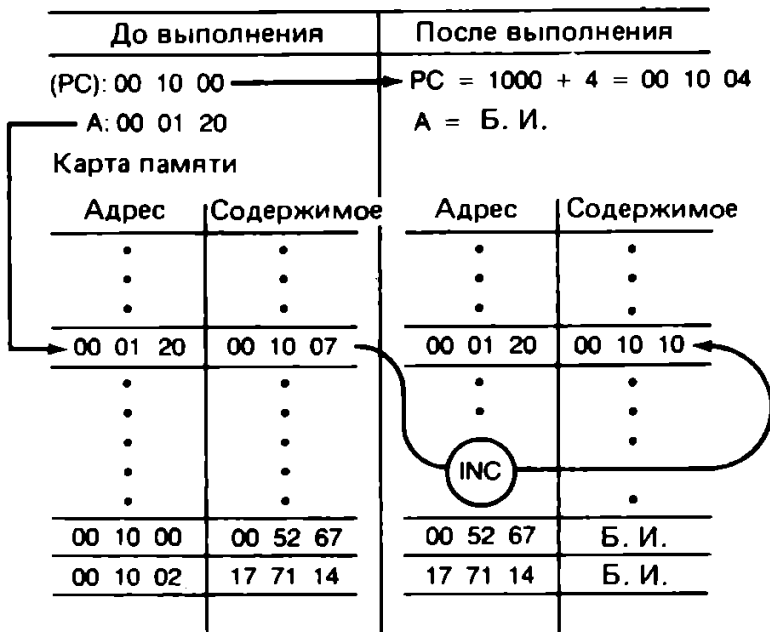 До выполнения После выполнения
(PC): 00 10 00 PC = 1000 + 4 = 00 10 04
A: 00 01 20 A = Б. И.
Карта памяти
Адрес Содержимое Адрес Содержимое
00 01 20 00 10 07 00 01 20 00 10 10
INC
00 10 00 00 52 67 00 52 67 Б. И.
00 10 02 17 71 14 17 71 14 Б. И.